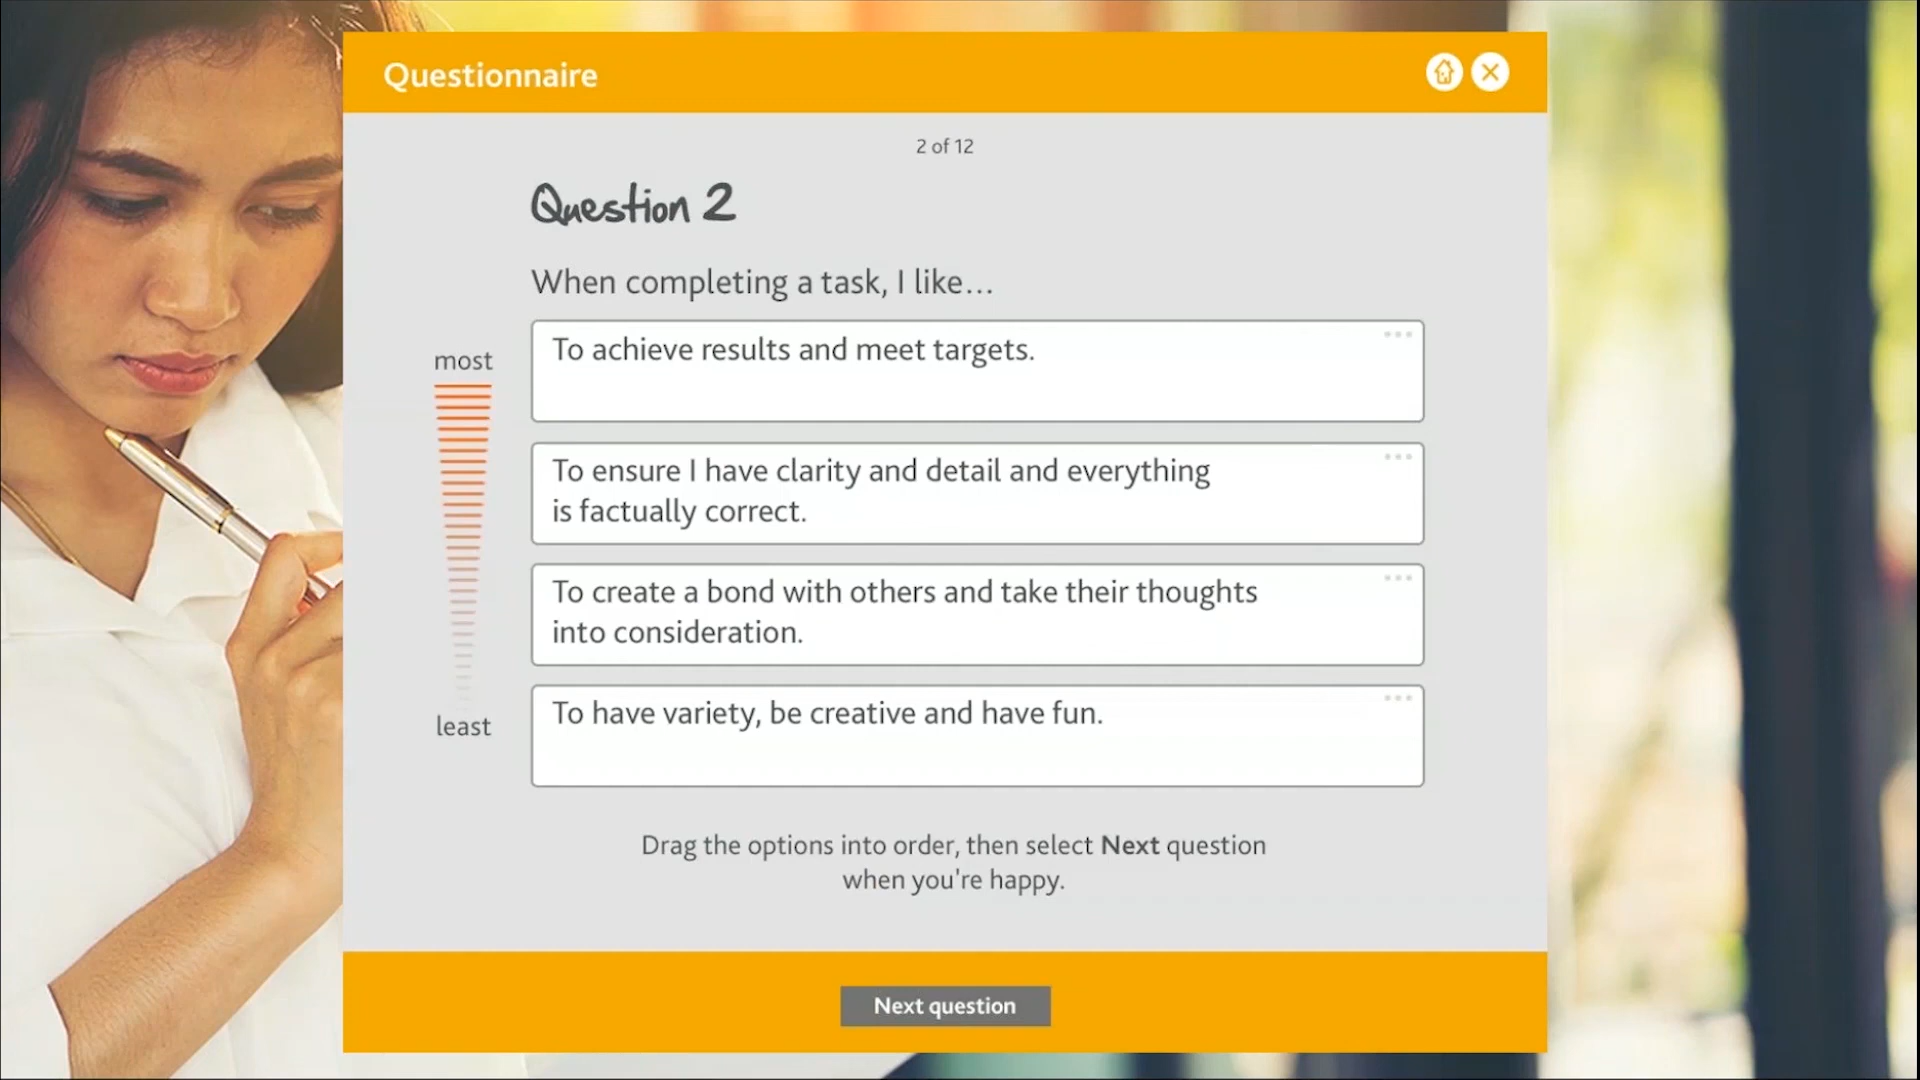 Questionnaire
2 of 12
Question 2
When completing a task, I like...
most
To achieve results and meet targets.
To ensure I have clarity and detail and everything
is factually correct.
To create a bond with others and take their thoughts
into consideration.
To have variety, be creative and have fun.
least
Drag the options into order, then select Next question
when you're happy.
Next question